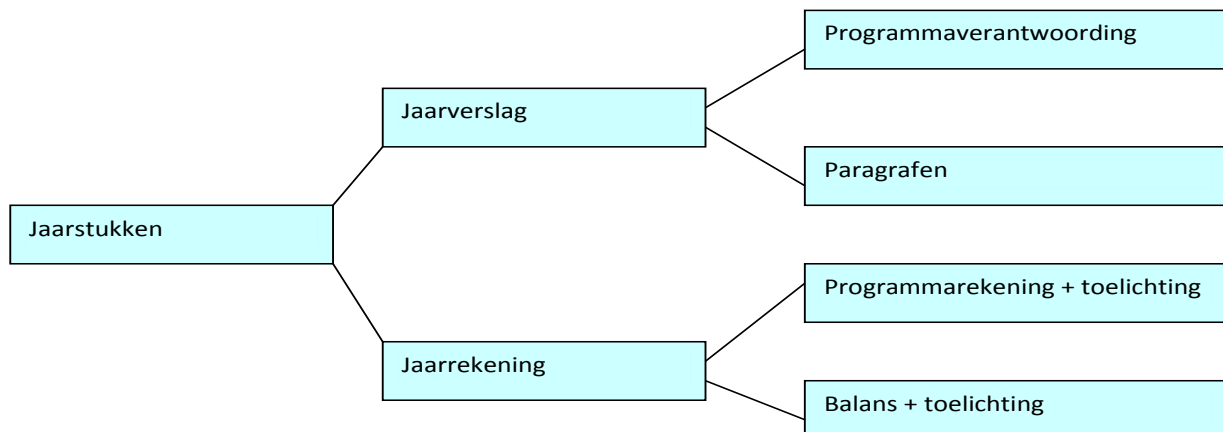 Programmaverantwoording
Jaarverslag
Paragrafen
Jaarstukken
Programmarekening + toelichting
Jaarrekening
Balans + toelichting